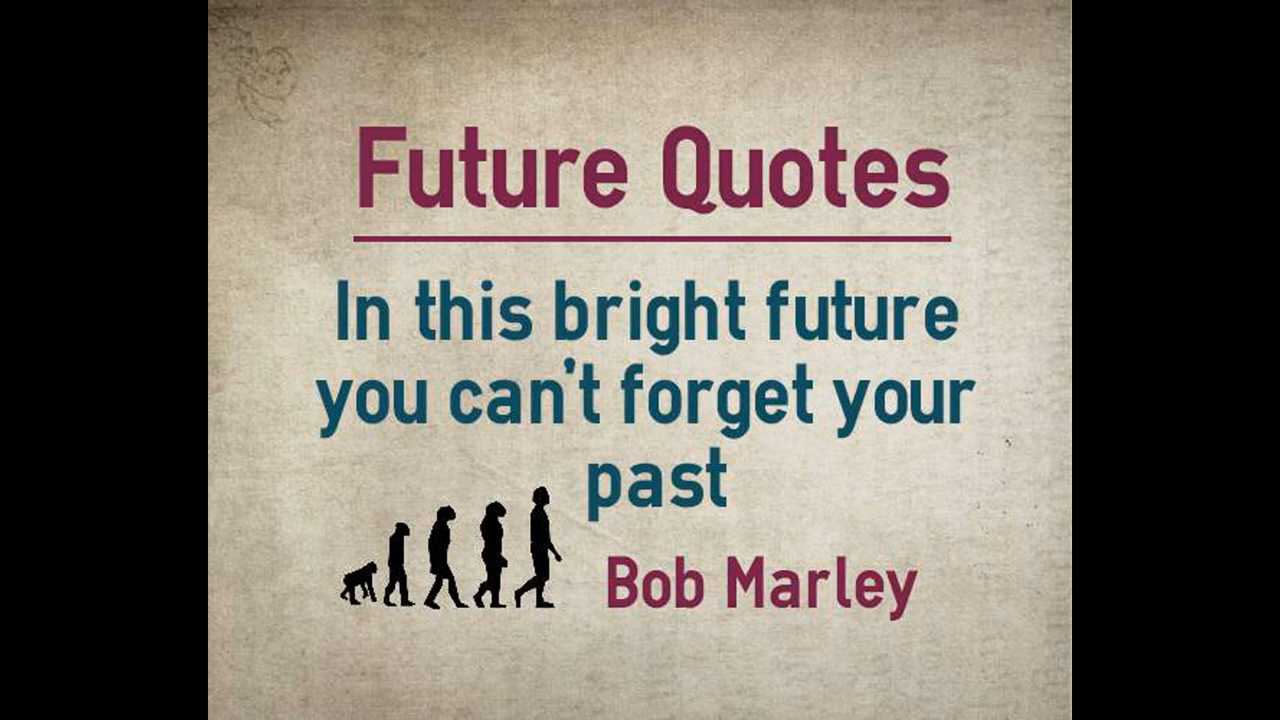 Future Quotes
In this bright future
you can't forget your
past
Bob Marley